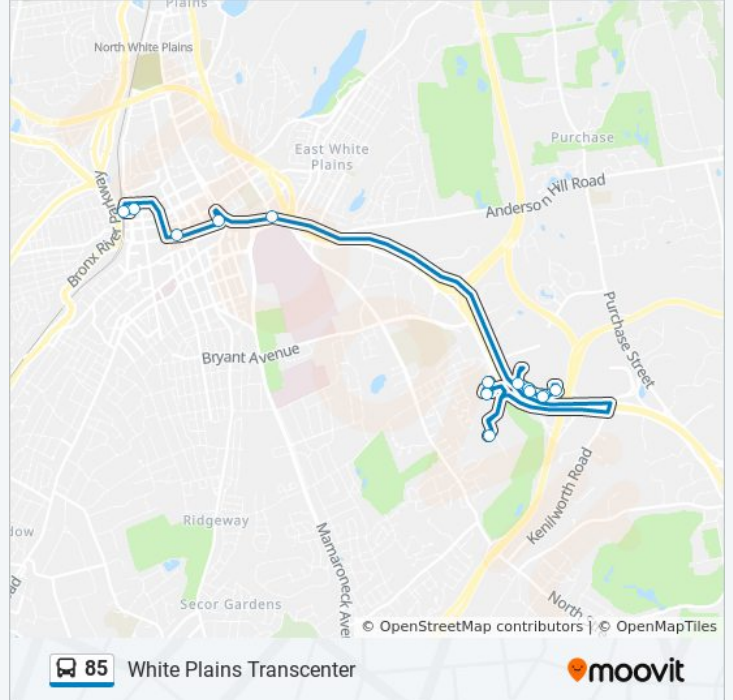 Plains
North White Plains
East White
Plains
Purchase
Anderson Hill Road
Bronx River Parkway
Purchase Street
Bryant Avenue
Kenilworth Road
Ridgeway
Mamaroneck Ave
Secor Gardens
North
© OpenStreetMap contributors | © OpenMapTiles
85 White Plains Transcenter moovit